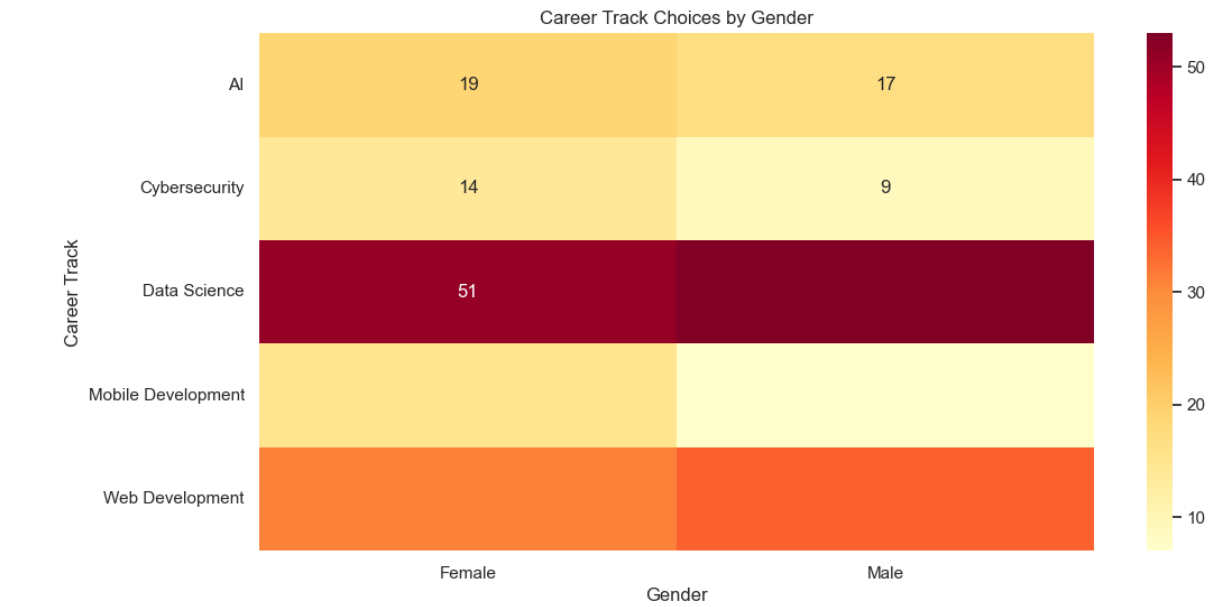 Career Track Choices by Gender
AI
19
17
50
Cybersecurity
14
9
40
Career Track
Data Science
51
30
Mobile Development
20
Web Development
10
Female
Male
Gender